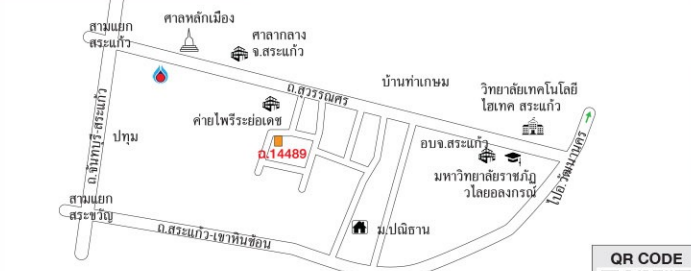 สามแยก
สระแก้ว
ศาลหลักเมือง
ศาลากลาง
จ.สระแก้ว
ถ.สุวรรณศร
บ้านท่าเกษม
วิทยาลัยเทคโนโลยี
ไฮเทค สระแก้ว
ถ.จันทบุรี-สระแก้ว
ปทุม
ค่ายไพรีระย่อเดช
ฉ.14489
อบจ.สระแก้ว
มหาวิทยาลัยราชภัฏ
วไลยอลงกรณ์
ไปอ.วัฒนานคร
สามแยก
สระขวัญ
ถ.สระแก้ว-เขาหินซ้อน
ม.ปณิธาน
QR CODE